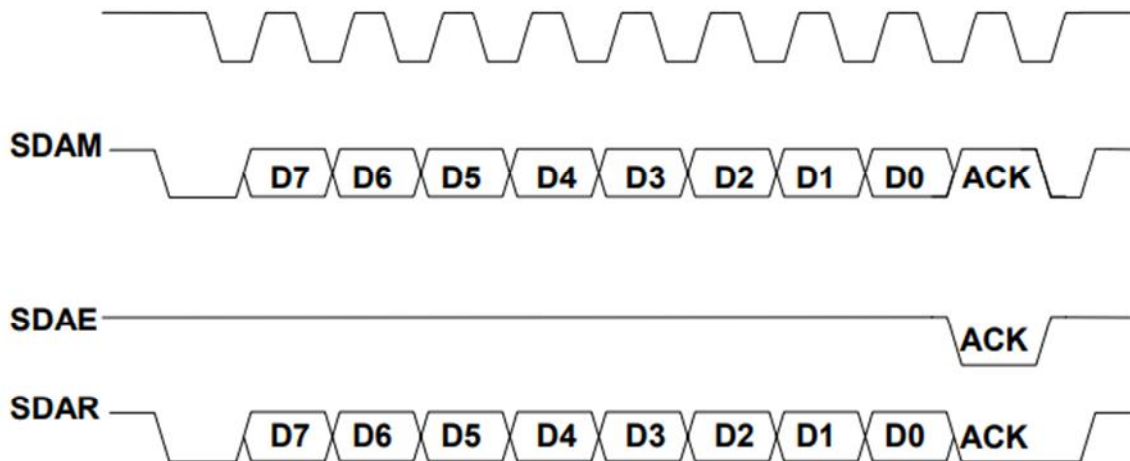 SDAM D7 D6 D5 D4 D3 D2 D1 D0 ACK
SDAE ACK
SDAR D7 D6 D5 D4 D3 D2 D1 D0 ACK